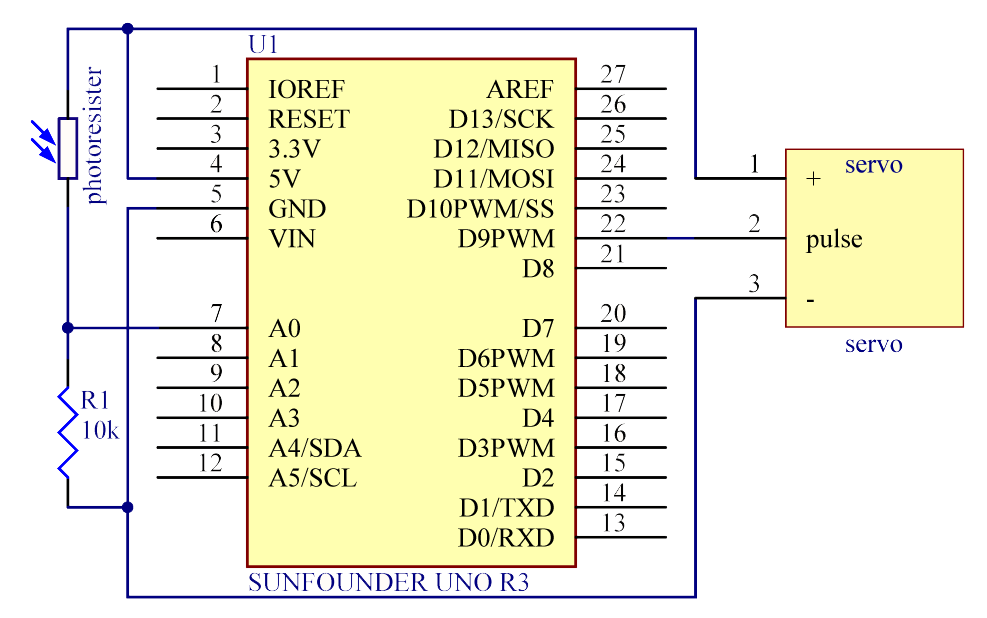 U1
photoresister
1
IOREF
2
RESET
3
3.3V
4
5V
5
GND
6
VIN
7
A0
8
A1
9
A2
10
A3
11
A4/SDA
12
A5/SCL
AREF
27
D13/SCK
26
D12/MISO
25
D11/MOSI
24
D10PWM/SS
23
D9PWM
22
D8
21
D7
20
D6PWM
19
D5PWM
18
D4
17
D3PWM
16
D2
15
D1/TXD
14
D0/RXD
13
R1
10k
SUNFOUNDER UNO R3
1
+
servo
2
pulse
3
-
servo